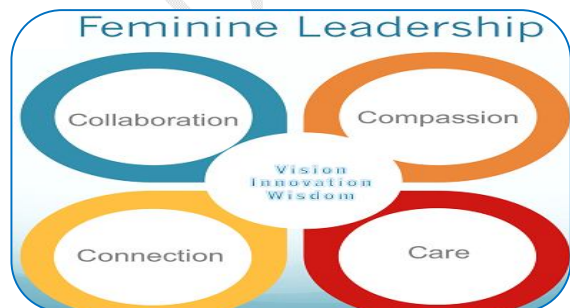 Feminine Leadership
Collaboration
Compassion
Vision
Innovation
Wisdom
Connection
Care